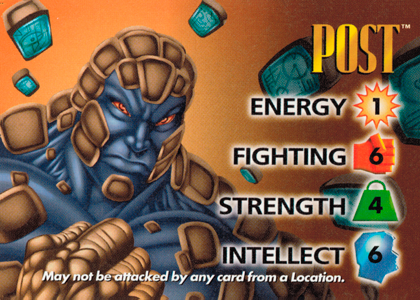 POST™
ENERGY 1
FIGHTING 6
STRENGTH 4
INTELLECT 6
May not be attacked by any card from a Location.